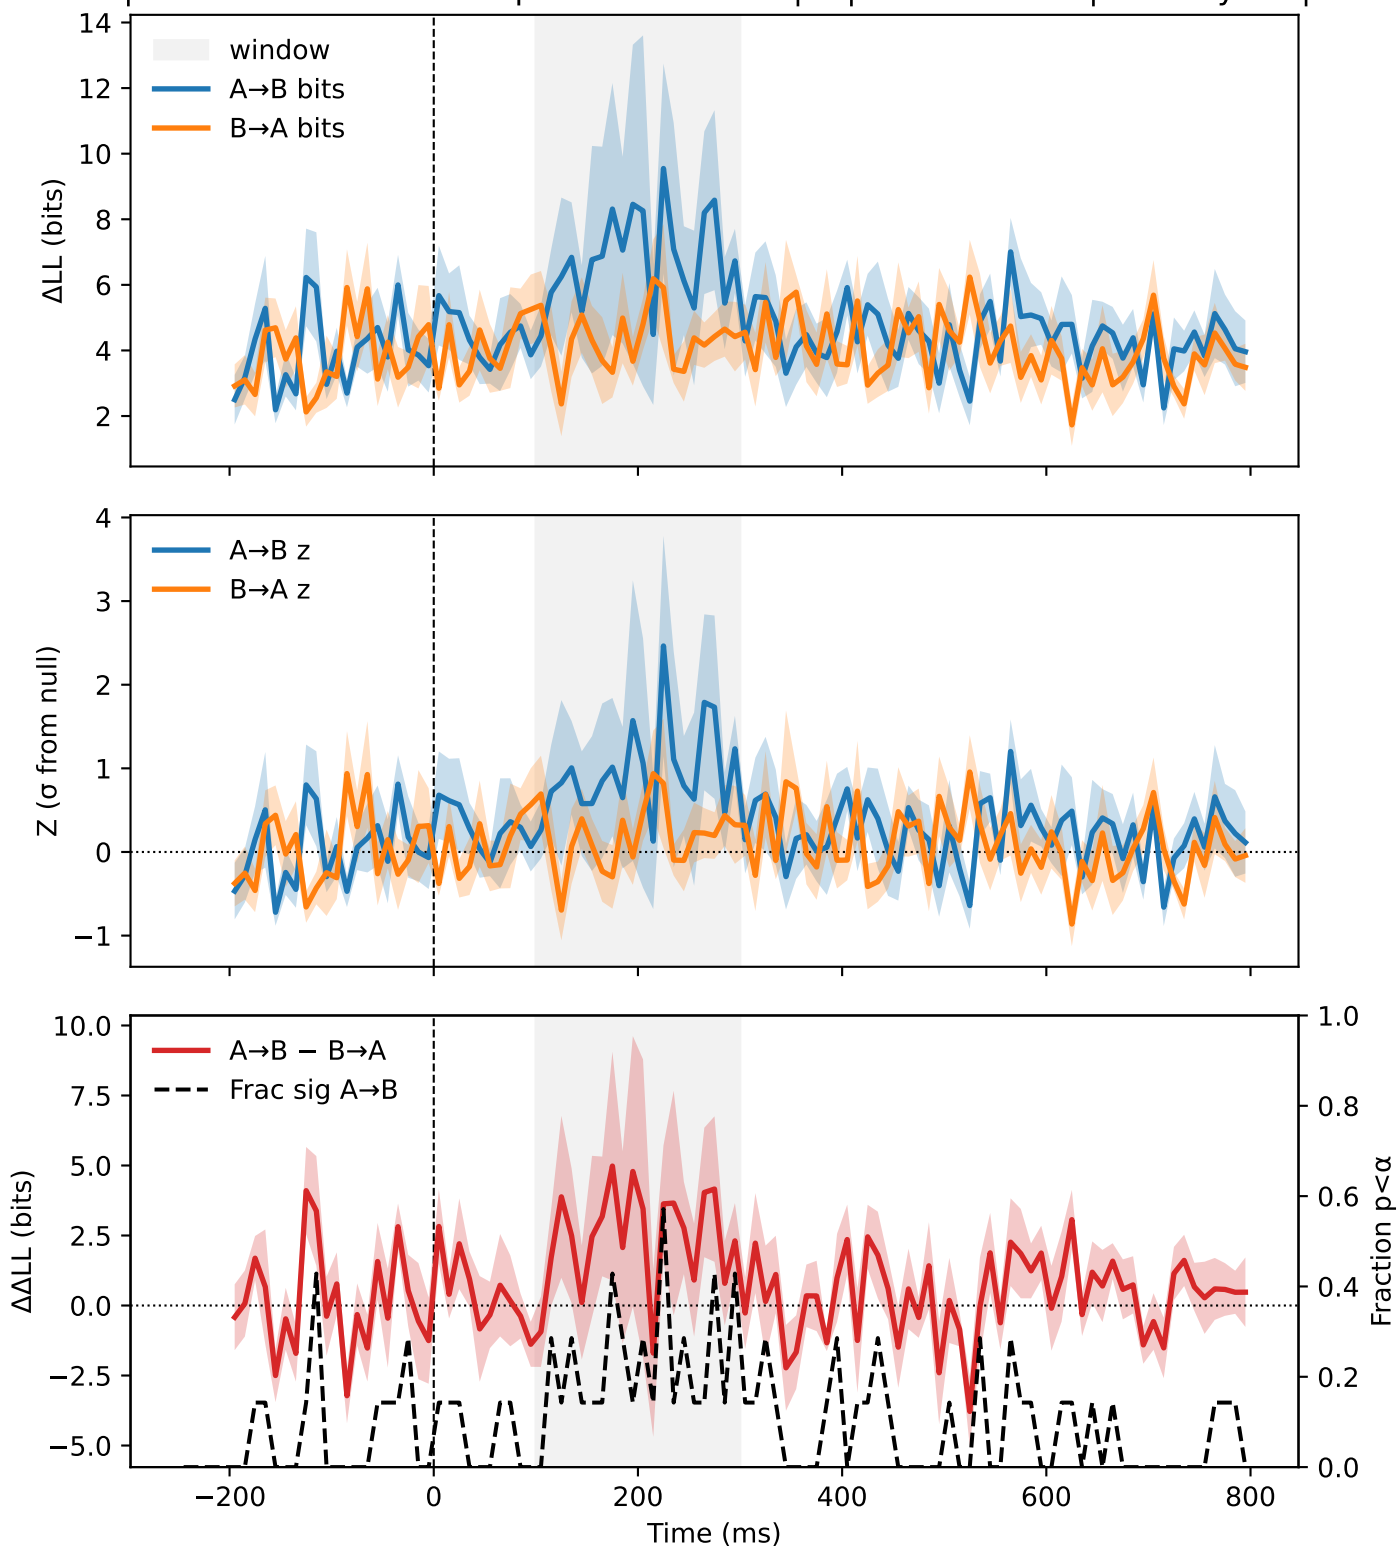 14
12
10
8
6
4
2
ΔLL (bits)
window
A→B bits
B→A bits
4
3
2
1
0
−1
Z (σ from null)
A→B z
B→A z
10.0
7.5
5.0
2.5
0.0
−2.5
−5.0
ΔΔLL (bits)
A→B − B→A
Frac sig A→B
1.0
0.8
0.6
0.4
0.2
0.0
Fraction p<α
−200 0 200 400 600 800
Time (ms)